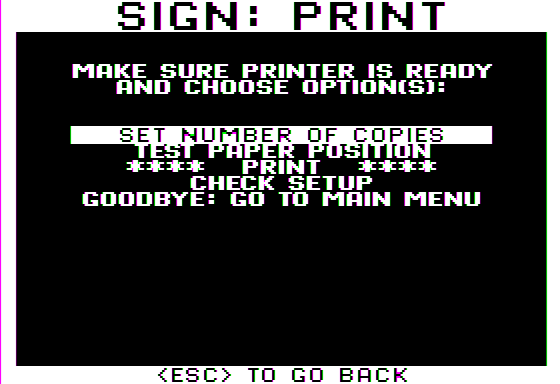 SIGN: PRINT
MAKE SURE PRINTER IS READY
AND CHOOSE OPTION(S):
SET NUMBER OF COPIES
TEST PAPER POSITION
**** PRINT ****
CHECK SETUP
GOODBYE: GO TO MAIN MENU
<ESC> TO GO BACK